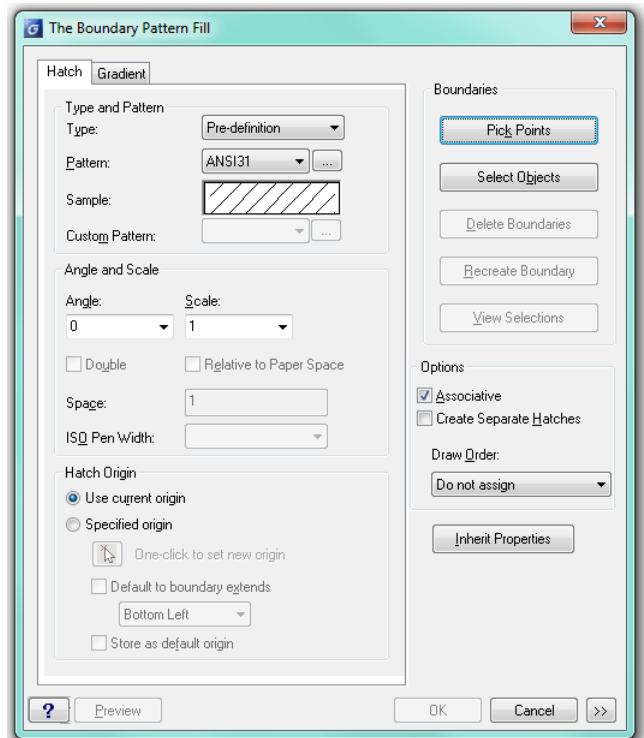 The Boundary Pattern Fill
Hatch Gradient
Type and Pattern
Type: Pre-definition
Pattern: ANSI31 ...
Sample:
Custom Pattern: ...
Angle and Scale
Angle: Scale:
0 1
Double Relative to Paper Space
Space: 1
ISO Pen Width:
Hatch Origin
Use current origin
Specified origin
One-click to set new origin
Default to boundary extends
Bottom Left
Store as default origin
Boundaries
Pick Points
Select Objects
Delete Boundaries
Recreate Boundary
View Selections
Options
Associative
Create Separate Hatches
Draw Order:
Do not assign
Inherit Properties
? Preview OK Cancel >>